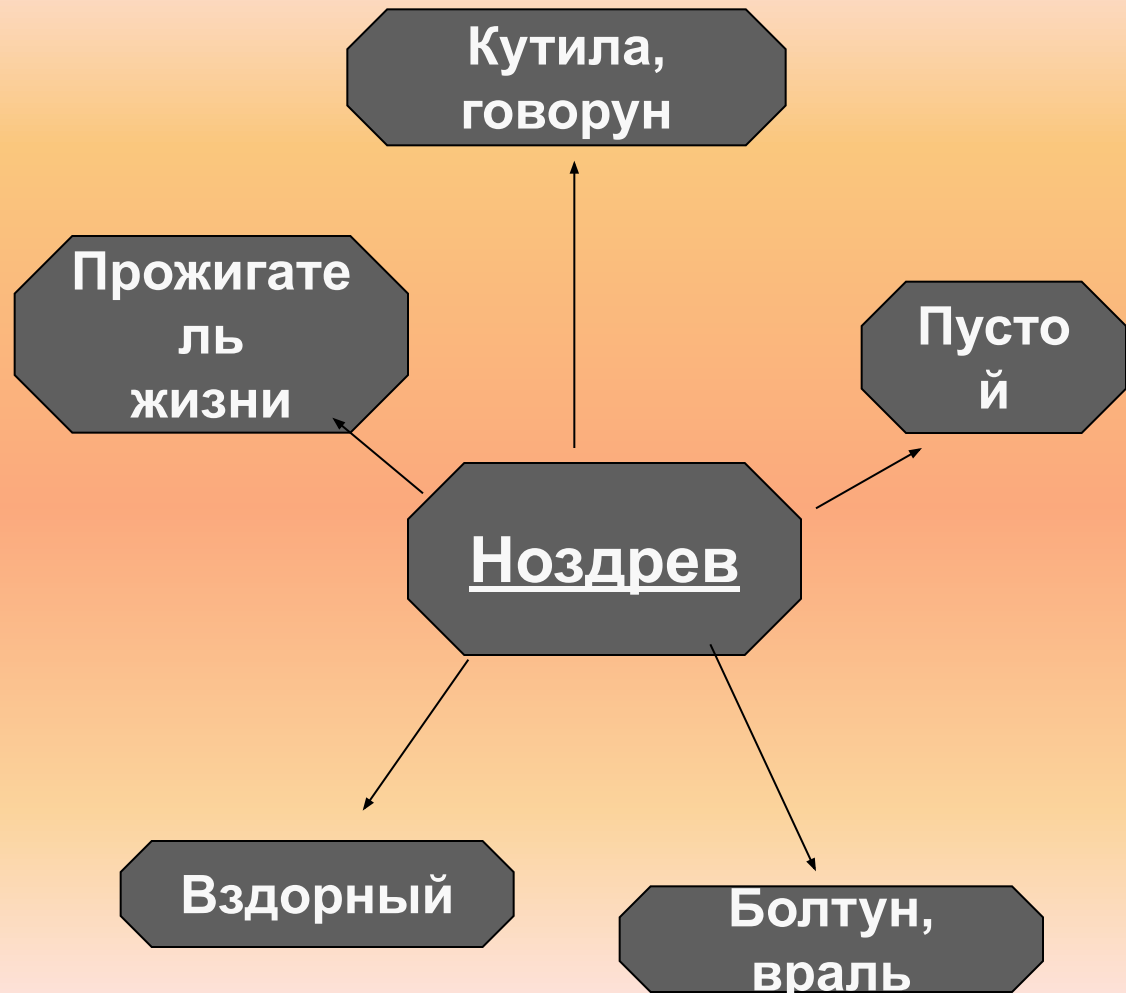 Кутила,
говорун
Прожигате
ль
жизни
Пусто
й
Ноздрев
Вздорный
Болтун,
враль